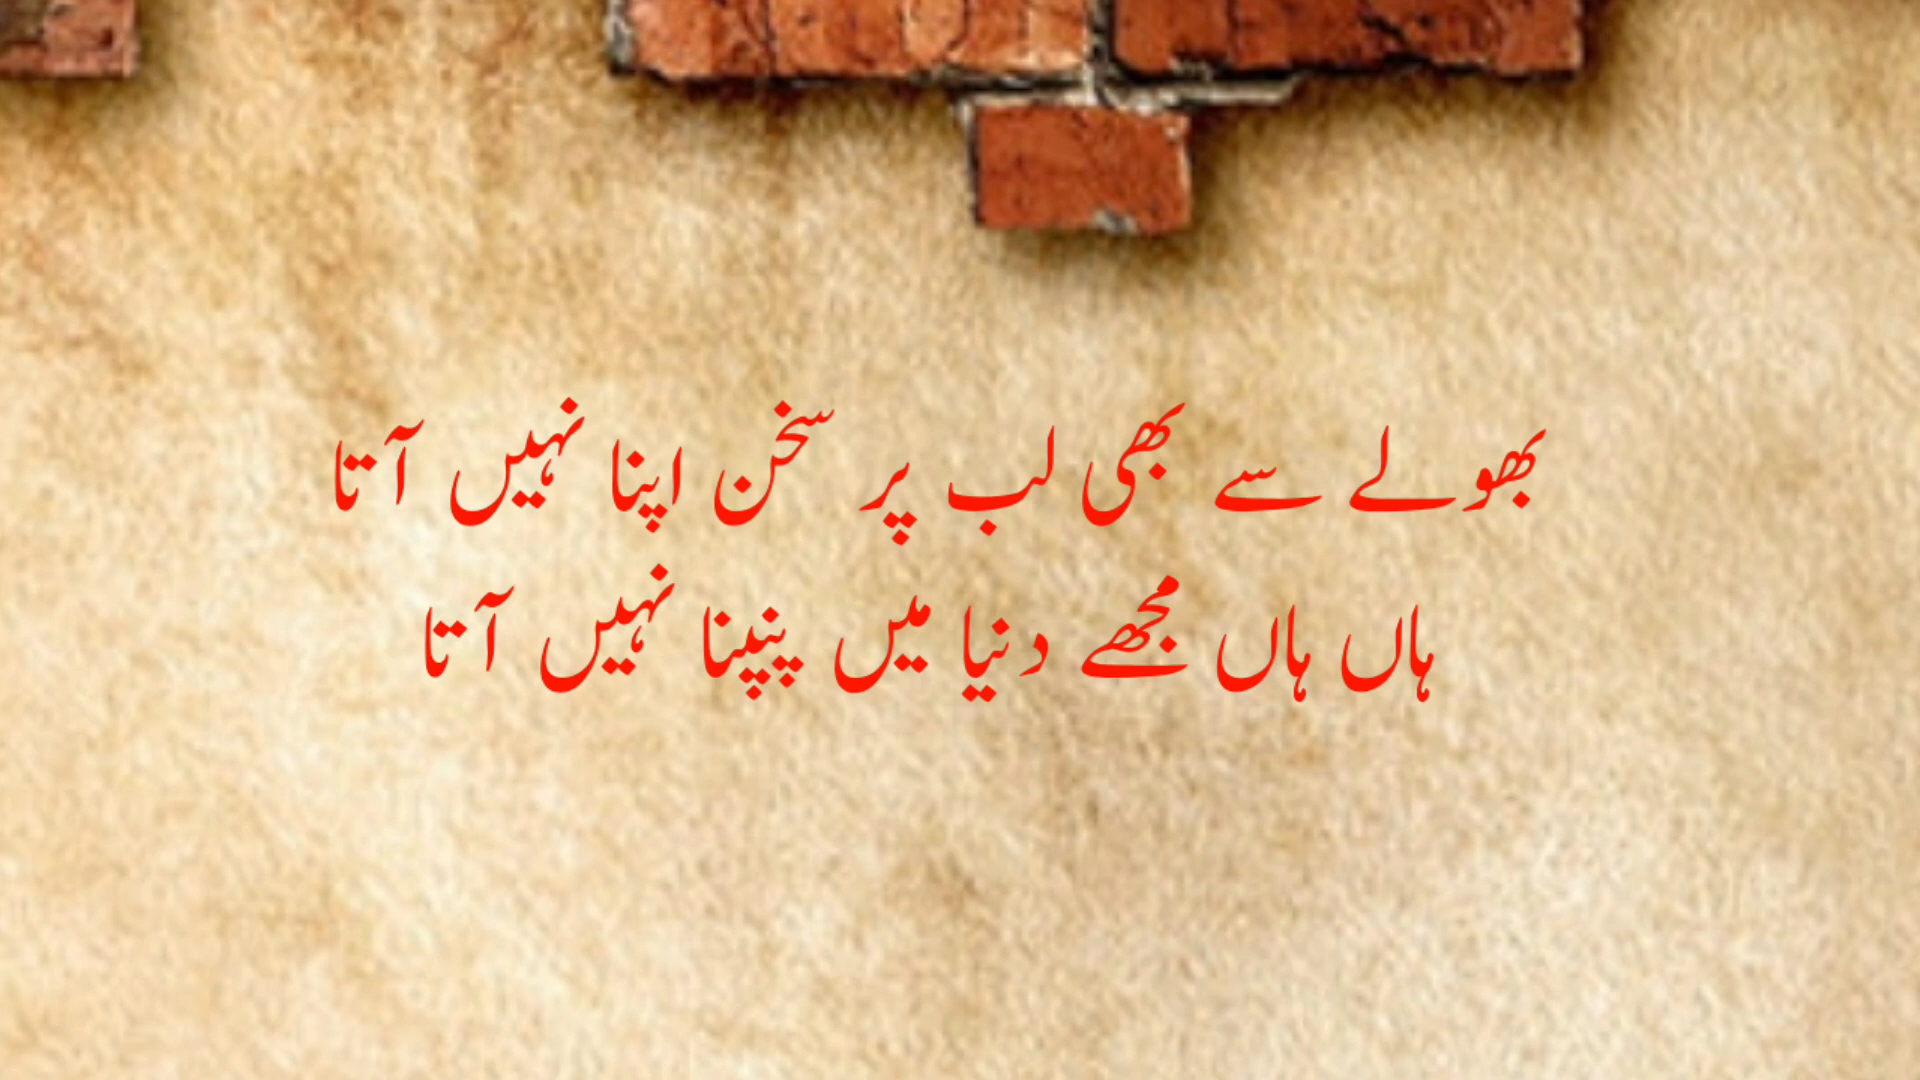 بھولے سے بھی لب پر سخن اپنا نہیں آتا
ہاں ہاں مجھے دنیا میں پنپنا نہیں آتا